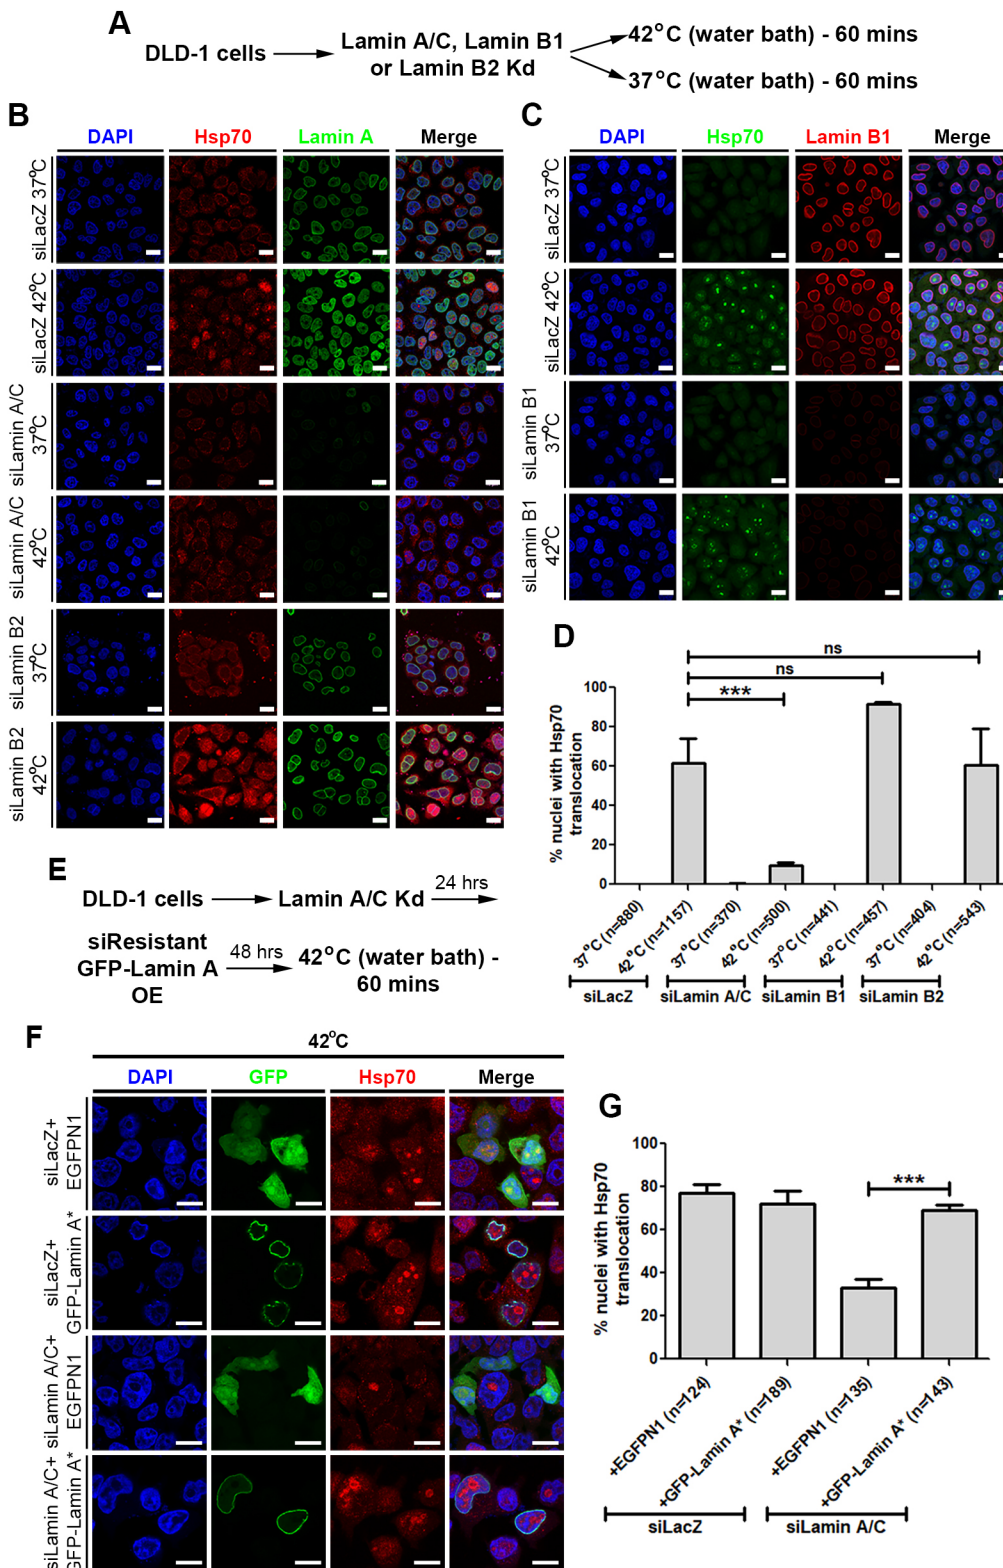 A
DLD-1 cells
Lamin A/C, Lamin B1
or Lamin B2 Kd
42°C (water bath) - 60 mins
37°C (water bath) - 60 mins
B
DAPI Hsp70 Lamin A Merge
siLacZ 37°C
siLacZ 42°C
siLamin A/C
37°C
siLamin A/C
42°C
siLamin B2
37°C
siLamin B2
42°C
C
DAPI Hsp70 Lamin B1 Merge
siLacZ 37°C
siLacZ 42°C
siLamin B1
37°C
siLamin B1
42°C
D
% nuclei with Hsp70
translocation
100
80
60
40
20
0
ns
ns
***
37°C (n=880)
42°C (n=1157)
37°C (n=370)
42°C (n=500)
37°C (n=441)
42°C (n=457)
37°C (n=404)
42°C (n=543)
siLacZ siLamin A/C siLamin B1 siLamin B2
E
DLD-1 cells
Lamin A/C Kd
24 hrs
siResistant
GFP-Lamin A
OE
48 hrs
42°C (water bath) -
60 mins
F
42°C
DAPI GFP Hsp70 Merge
siLacZ+
EGFPN1
siLacZ+
GFP-Lamin A*
siLamin A/C+
EGFPN1
siLamin A/C+
GFP-Lamin A*
G
% nuclei with Hsp70
translocation
100
80
60
40
20
0
***
+EGFPN1 (n=124)
+GFP-Lamin A* (n=189)
+EGFPN1 (n=135)
+GFP-Lamin A* (n=143)
siLacZ siLamin A/C